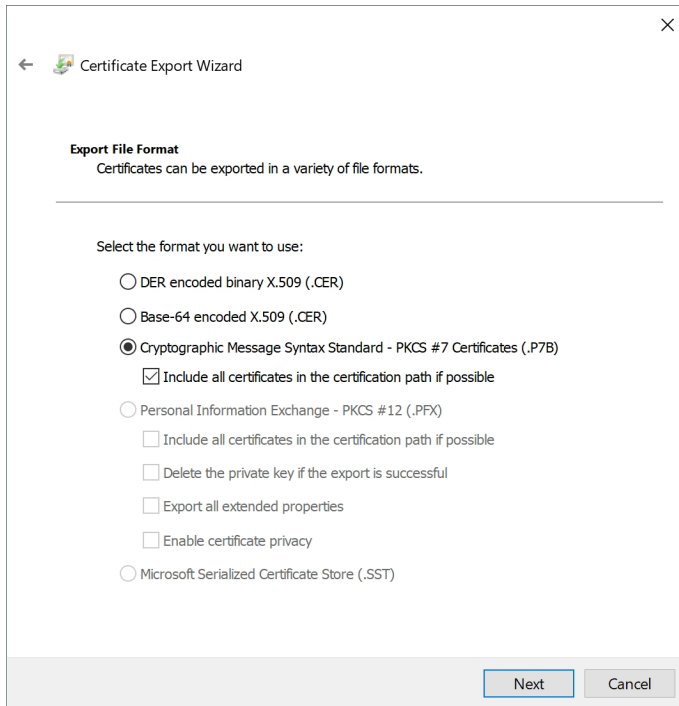 Certificate Export Wizard
Export File Format
Certificates can be exported in a variety of file formats.
Select the format you want to use:
DER encoded binary X.509 (.CER)
Base-64 encoded X.509 (.CER)
Cryptographic Message Syntax Standard - PKCS #7 Certificates (.P7B)
Include all certificates in the certification path if possible
Personal Information Exchange - PKCS #12 (.PFX)
Include all certificates in the certification path if possible
Delete the private key if the export is successful
Export all extended properties
Enable certificate privacy
Microsoft Serialized Certificate Store (.SST)
Next Cancel